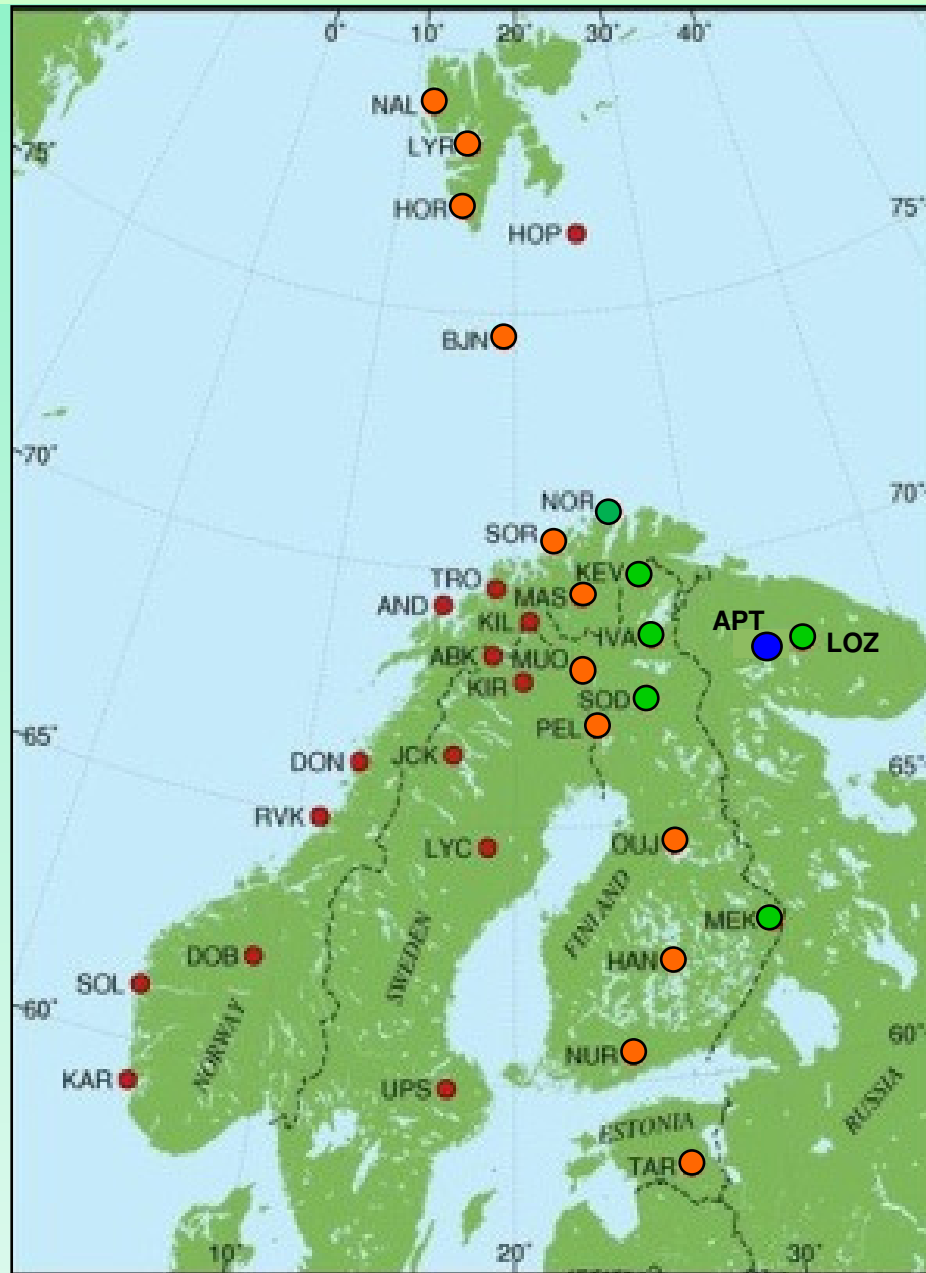 0° 10° 20° 30° 40°
NAL
75°
LYR
HOR
75°
HOP
BJN
70°
70°
NOR
SOR
KEV
TRO
MAS
AND
APT
KIL
IVA
LOZ
ABK
MUO
KIR
SOD
PEL
65°
DON
JCK
65°
RVK
OUJ
LYC
FINLAND
MEK
SWEDEN
DOB
HAN
SOL
60°
60°
NORWAY
NUR
KAR
UPS
RUSSIA
ESTONIA
TAR
10° 20° 30°